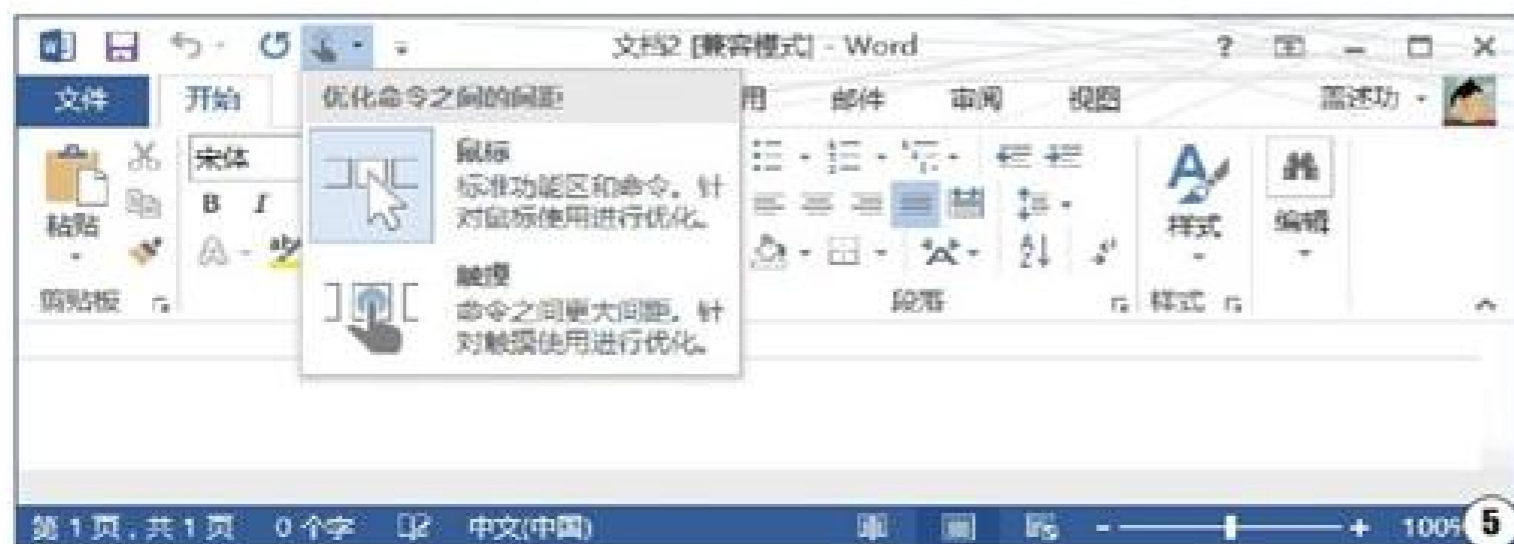 文档2 [兼容模式] - Word
?
文件 开始 用 邮件 审阅 视图 盖述功
优化命令之间的间距
鼠标
标准功能区和命令。针
对鼠标使用进行优化。
触摸
命令之间更大间距。针
对触摸使用进行优化。
宋体
B I
粘贴
样式
编辑
剪贴板 段落 样式
第 1 页,共 1 页 0 个字 中文(中国) 5